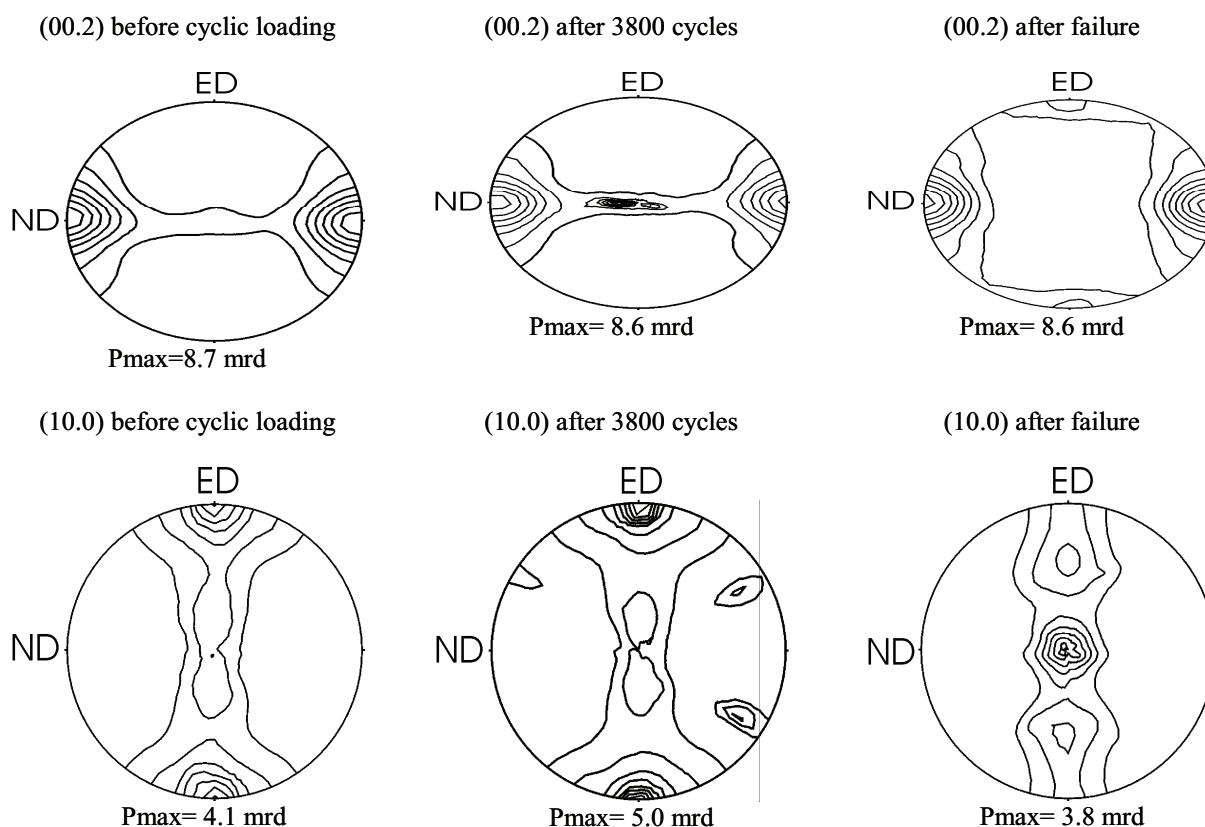 (00.2) before cyclic loading
(00.2) after 3800 cycles
(00.2) after failure
ED
ED
ED
ND
ND
ND
Pmax=8.7 mrd
Pmax= 8.6 mrd
Pmax= 8.6 mrd
(10.0) before cyclic loading
(10.0) after 3800 cycles
(10.0) after failure
ED
ED
ED
ND
ND
ND
Pmax= 4.1 mrd
Pmax= 5.0 mrd
Pmax= 3.8 mrd